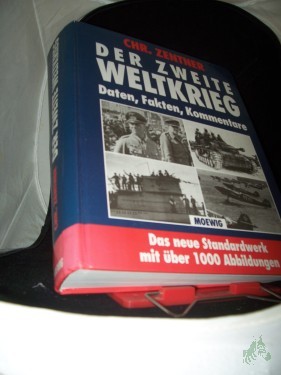 CHR. ZENTNER
DER ZWEITE
WELTKRIEG
Daten, Fakten, Kommentare
MOEWIG
Das neue Standardwerk
mit über 1000 Abbildungen